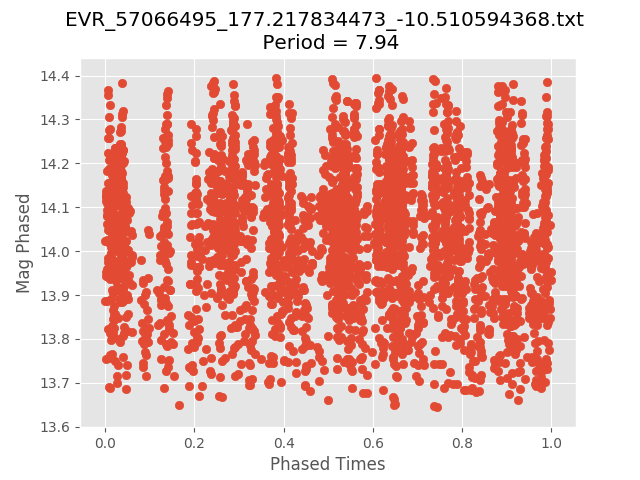 EVR_57066495_177.217834473_-10.510594368.txt
Period = 7.94
14.4
14.3
14.2
14.1
14.0
13.9
13.8
13.7
13.6
Mag Phased
0.0 0.2 0.4 0.6 0.8 1.0
Phased Times